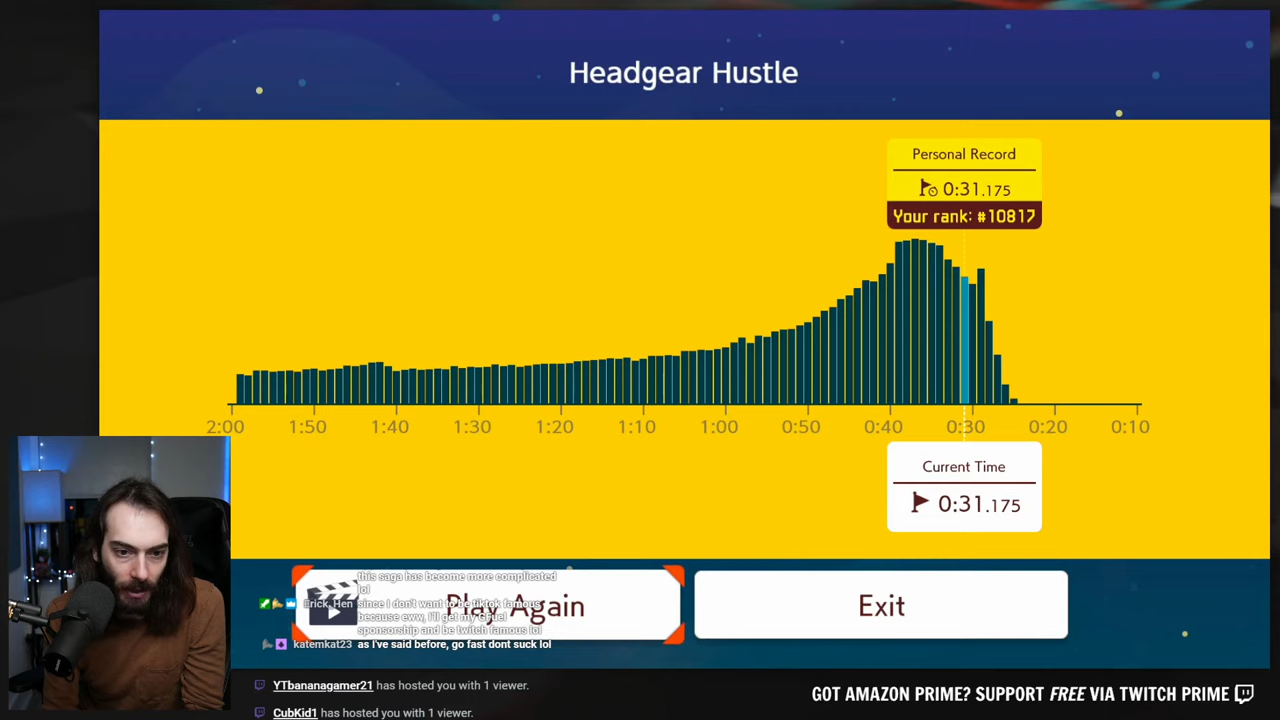 Headgear Hustle
Personal Record
0:31.175
Your rank: #10817
2:00 1:50 1:40 1:30 1:20 1:10 1:00 0:50 0:40 0:30 0:20 0:10
Current Time
0:31.175
Play Again
Exit
this saga has become more complicated
lol
Erick_Hen since I don't want to be tiktok famous
because eww, I'll get my Gruel
sponsorship and be twitch famous lol
katemkat23 as I've said before, go fast dont suck lol
YTbananagamer21 has hosted you with 1 viewer.
CubKid1 has hosted you with 1 viewer.
GOT AMAZON PRIME? SUPPORT FREE VIA TWITCH PRIME